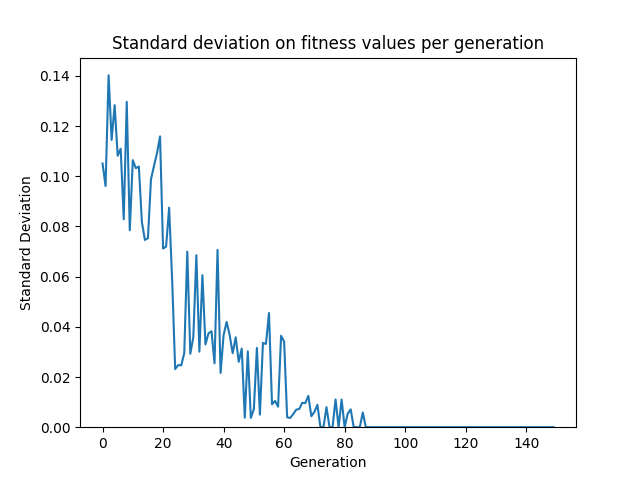 Standard deviation on fitness values per generation
0.14
0.12
0.10
0.08
0.06
0.04
0.02
0.00
Standard Deviation
0 20 40 60 80 100 120 140
Generation